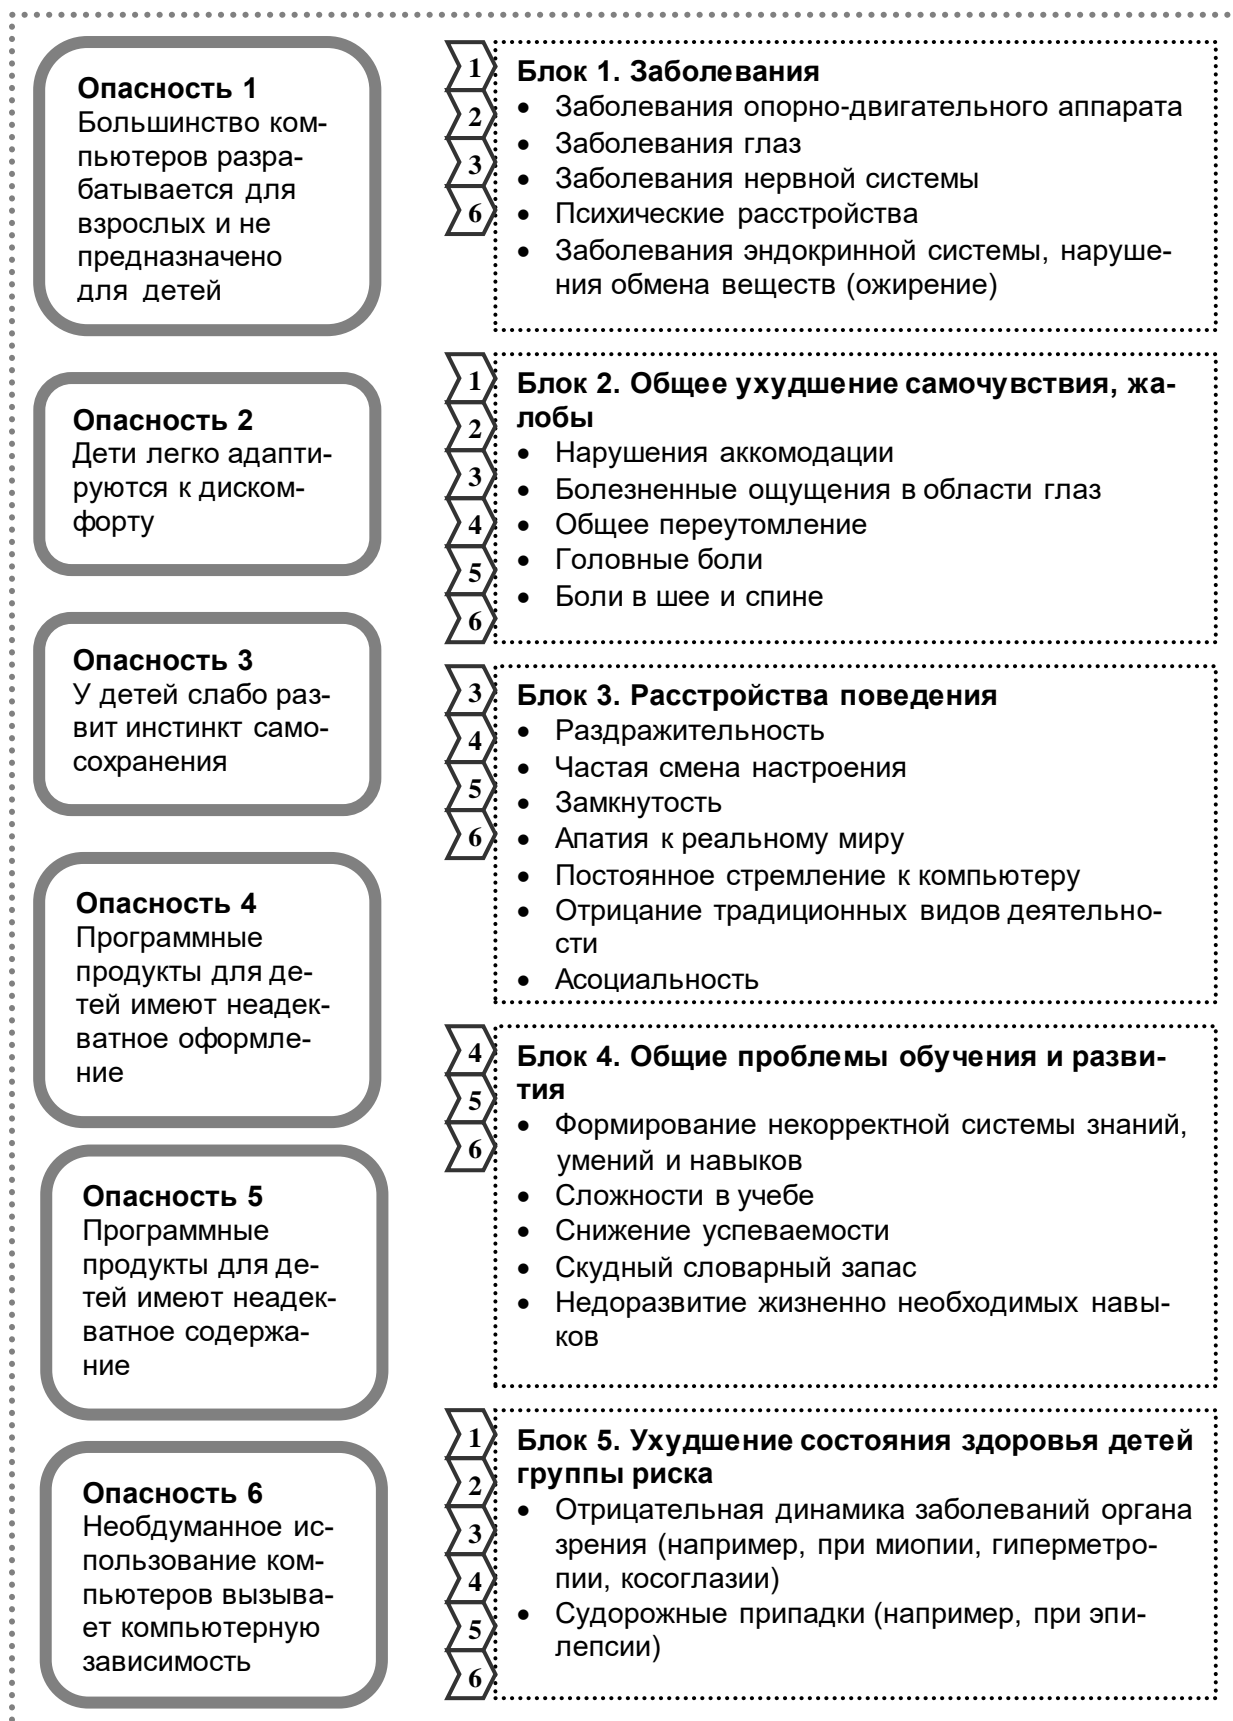 Опасность 1
Большинство ком-
пьютеров разра-
батывается для
взрослых и не
предназначено
для детей
Опасность 2
Дети легко адапти-
руются к диском-
форту
Опасность 3
У детей слабо раз-
вит инстинкт само-
сохранения
Опасность 4
Программные
продукты для де-
тей имеют неадек-
ватное оформле-
ние
Опасность 5
Программные
продукты для де-
тей имеют неадек-
ватное содержа-
ние
Опасность 6
Необдуманное ис-
пользование ком-
пьютеров вызыва-
ет компьютерную
зависимость
1
2
3
6
Блок 1. Заболевания
• Заболевания опорно-двигательного аппарата
• Заболевания глаз
• Заболевания нервной системы
• Психические расстройства
• Заболевания эндокринной системы, наруше-
ния обмена веществ (ожирение)
1
2
3
4
5
6
Блок 2. Общее ухудшение самочувствия, жа-
лобы
• Нарушения аккомодации
• Болезненные ощущения в области глаз
• Общее переутомление
• Головные боли
• Боли в шее и спине
3
4
5
6
Блок 3. Расстройства поведения
• Раздражительность
• Частая смена настроения
• Замкнутость
• Апатия к реальному миру
• Постоянное стремление к компьютеру
• Отрицание традиционных видов деятельно-
сти
• Асоциальность
4
5
6
Блок 4. Общие проблемы обучения и разви-
тия
• Формирование некорректной системы знаний,
умений и навыков
• Сложности в учебе
• Снижение успеваемости
• Скудный словарный запас
• Недоразвитие жизненно необходимых навы-
ков
1
2
3
4
5
6
Блок 5. Ухудшение состояния здоровья детей
группы риска
• Отрицательная динамика заболеваний органа
зрения (например, при миопии, гиперметро-
пии, косоглазии)
• Судорожные припадки (например, при эпи-
лепсии)